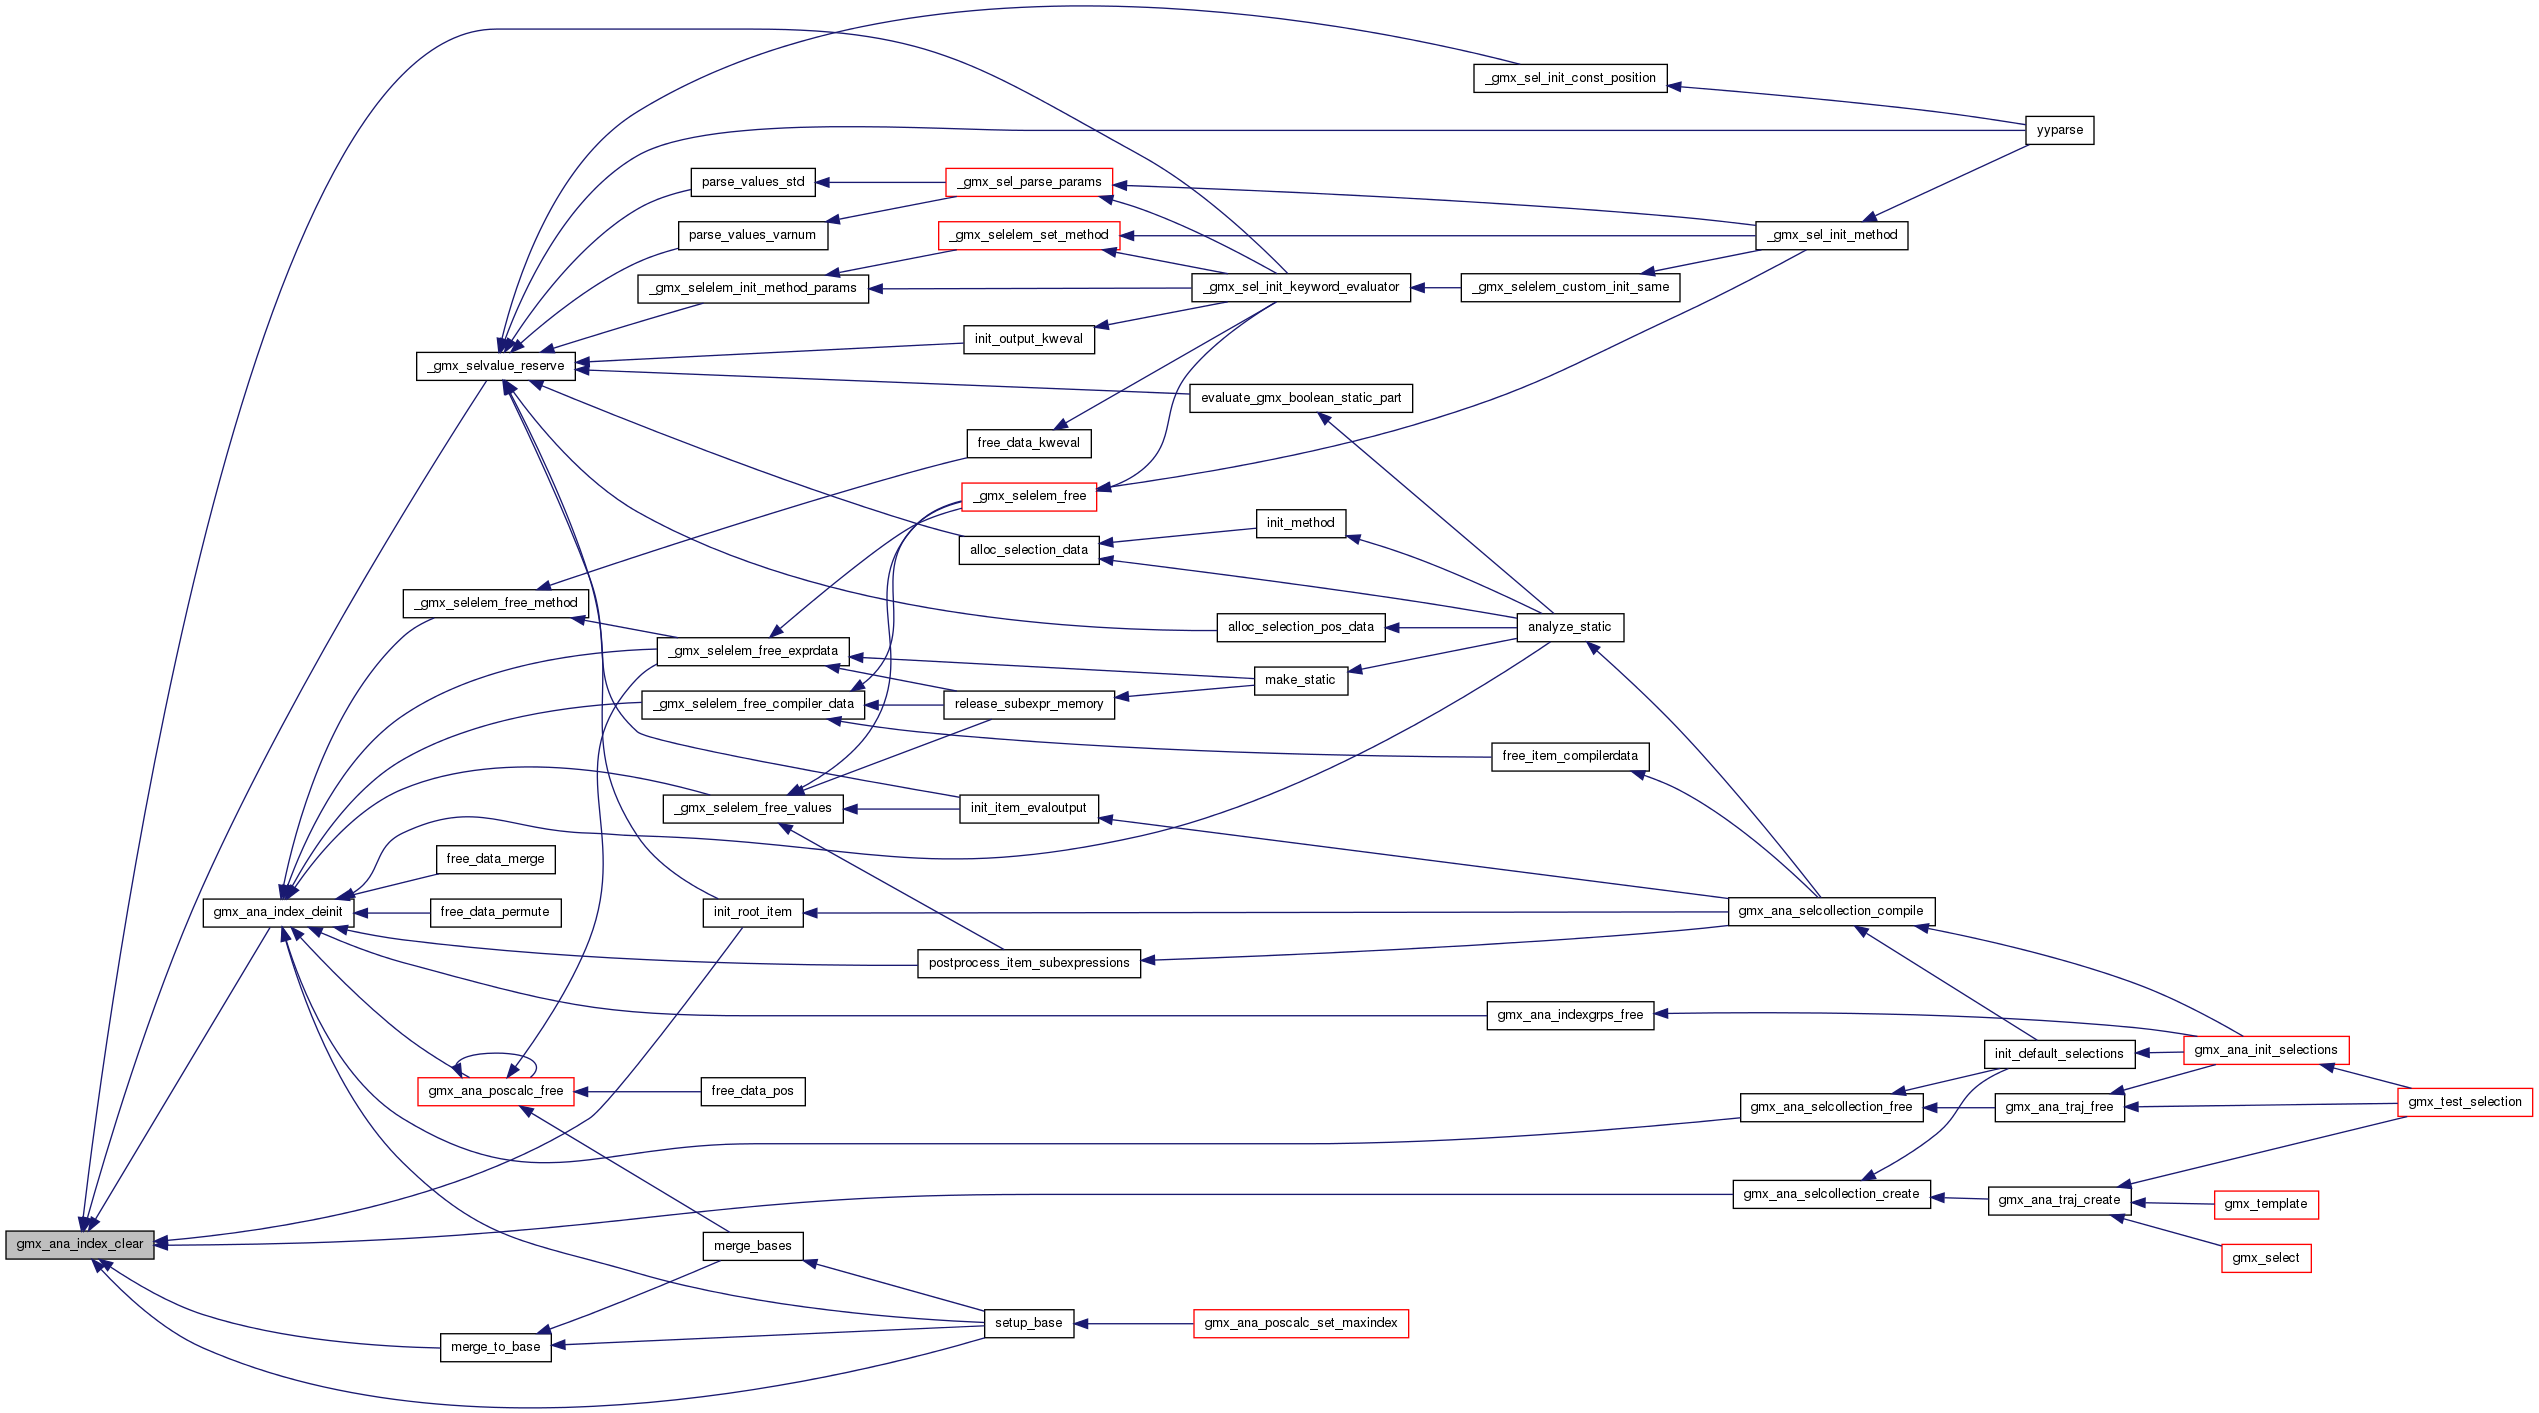 _gmx_sel_init_const_position
yyparse
parse_values_std
_gmx_sel_parse_params
parse_values_varnum
_gmx_selelem_set_method
_gmx_sel_init_method
_gmx_selelem_init_method_params
_gmx_sel_init_keyword_evaluator
_gmx_selelem_custom_init_same
init_output_kweval
_gmx_selvalue_reserve
evaluate_gmx_boolean_static_part
free_data_kweval
_gmx_selelem_free
init_method
alloc_selection_data
_gmx_selelem_free_method
alloc_selection_pos_data
analyze_static
_gmx_selelem_free_exprdata
make_static
_gmx_selelem_free_compiler_data
release_subexpr_memory
free_item_compilerdata
_gmx_selelem_free_values
init_item_evaloutput
free_data_merge
gmx_ana_index_deinit
free_data_permute
init_root_item
gmx_ana_selcollection_compile
postprocess_item_subexpressions
gmx_ana_indexgrps_free
init_default_selections
gmx_ana_init_selections
gmx_ana_poscalc_free
free_data_pos
gmx_ana_selcollection_free
gmx_ana_traj_free
gmx_test_selection
gmx_ana_selcollection_create
gmx_ana_traj_create
gmx_template
gmx_ana_index_clear
merge_bases
gmx_select
setup_base
gmx_ana_poscalc_set_maxindex
merge_to_base